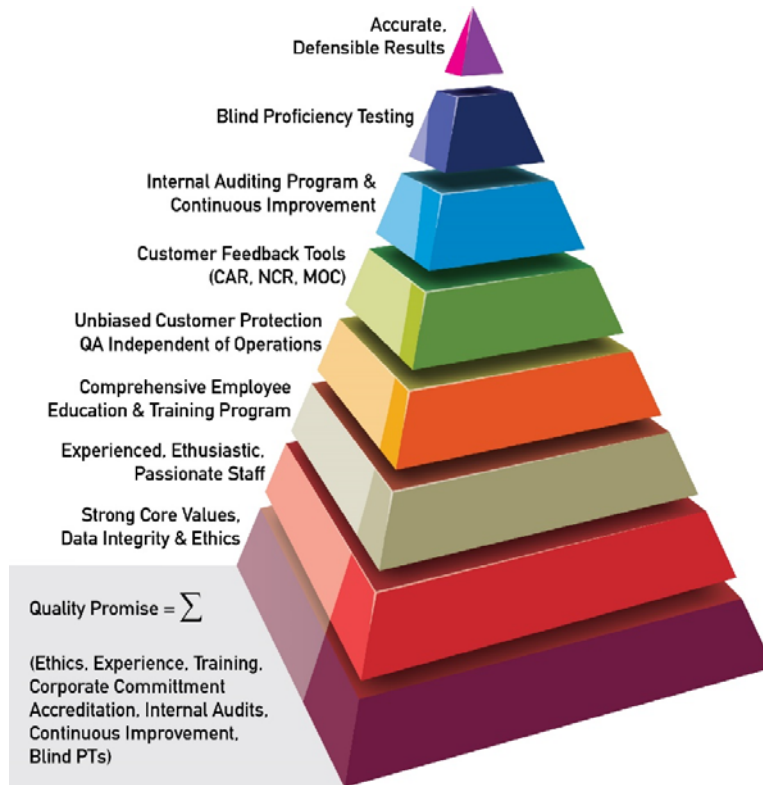 Accurate,
Defensible Results
Blind Proficiency Testing
Internal Auditing Program &
Continuous Improvement
Customer Feedback Tools
(CAR, NCR, MOC)
Unbiased Customer Protection
QA Independent of Operations
Comprehensive Employee
Education & Training Program
Experienced, Ethusiastic,
Passionate Staff
Strong Core Values,
Data Integrity & Ethics
Quality Promise = ∑
(Ethics, Experience, Training,
Corporate Committment
Accreditation, Internal Audits,
Continuous Improvement,
Blind PTs)